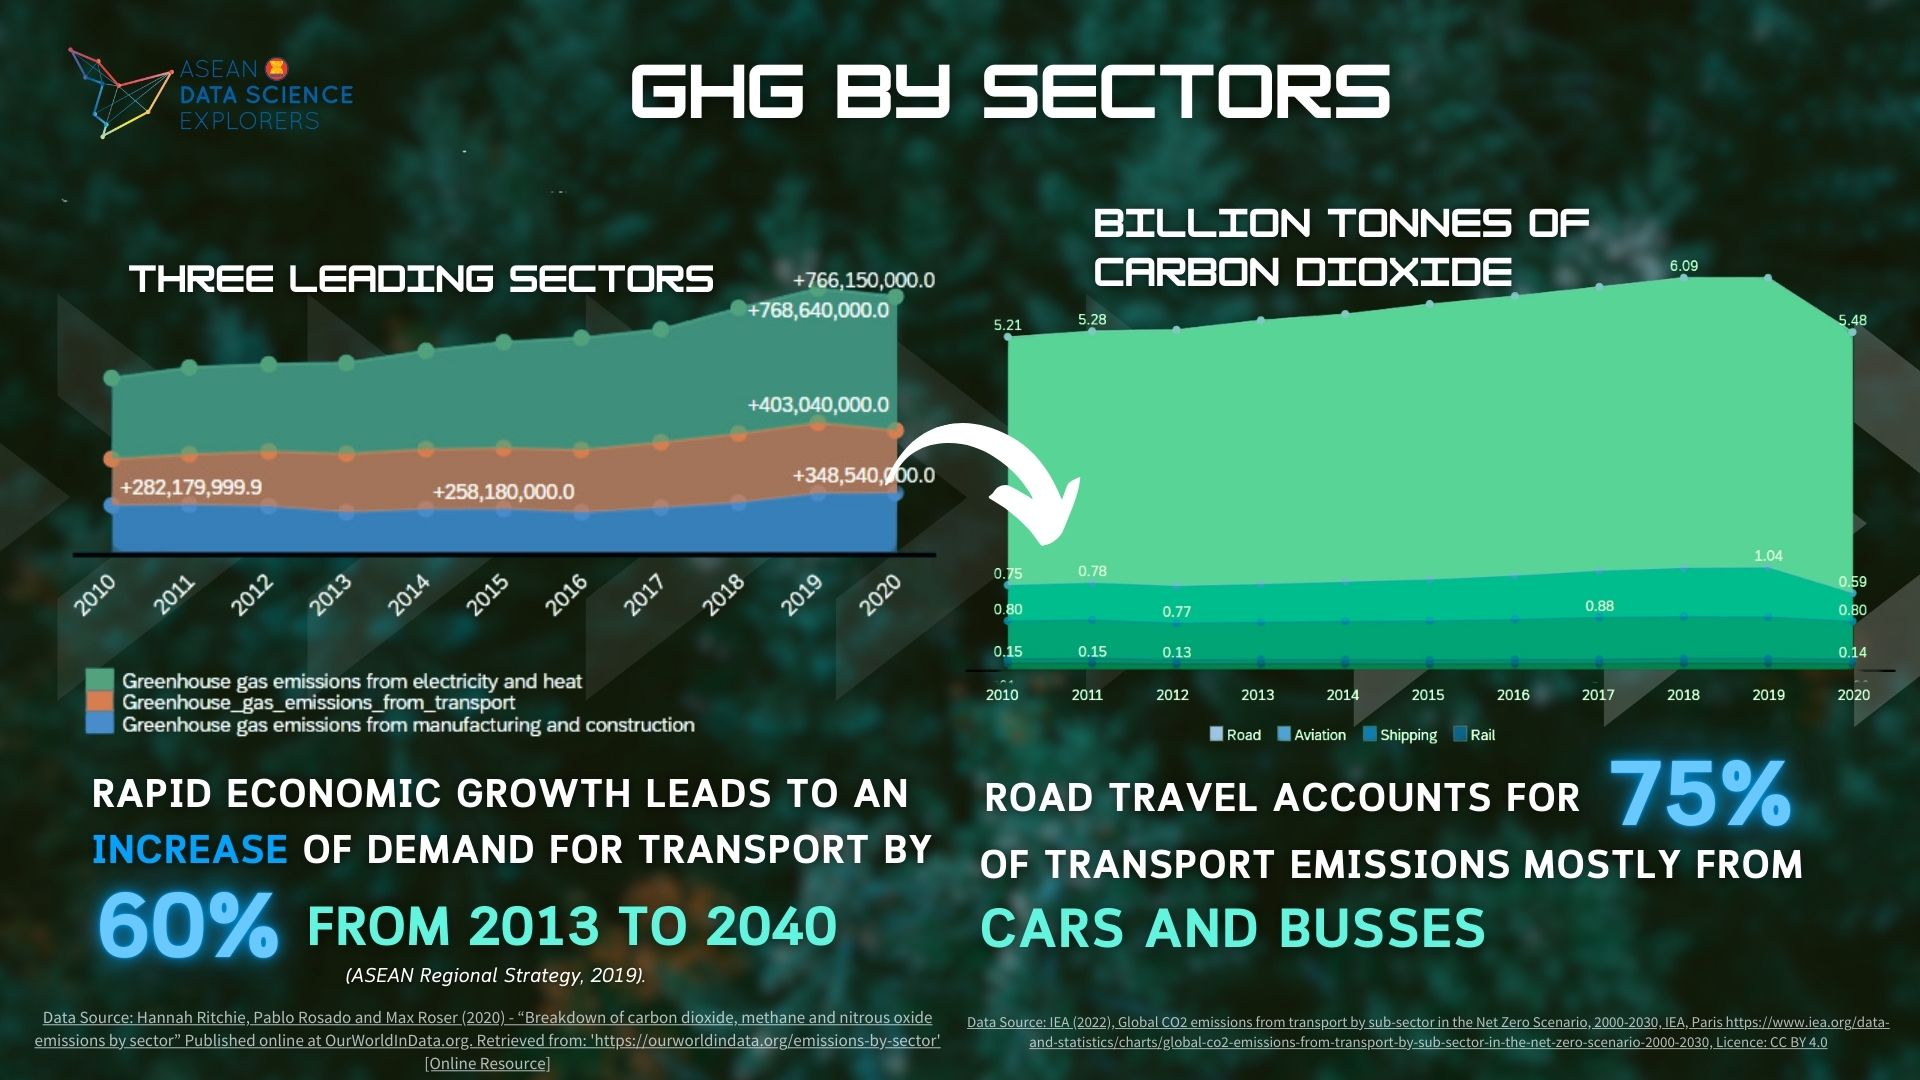 ASEAN
DATA SCIENCE
EXPLORERS
GHG BY SECTORS
THREE LEADING SECTORS
+766,150,000.0
+768,640,000.0
+403,040,000.0
+348,540,000.0
+282,179,999.9
+258,180,000.0
2010 2011 2012 2013 2014 2015 2016 2017 2018 2019 2020
Greenhouse gas emissions from electricity and heat
Greenhouse_gas_emissions_from_transport
Greenhouse gas emissions from manufacturing and construction
RAPID ECONOMIC GROWTH LEADS TO AN
INCREASE OF DEMAND FOR TRANSPORT BY
60% FROM 2013 TO 2040
(ASEAN Regional Strategy, 2019).
Data Source: Hannah Ritchie, Pablo Rosado and Max Roser (2020) - “Breakdown of carbon dioxide, methane and nitrous oxide
emissions by sector” Published online at OurWorldInData.org. Retrieved from: 'https://ourworldindata.org/emissions-by-sector'
[Online Resource]
BILLION TONNES OF
CARBON DIOXIDE
6.09
5.21 5.28 5.48
1.04
0.75 0.78 0.59
0.80 0.77 0.88 0.80
0.15 0.15 0.13 0.14
2010 2011 2012 2013 2014 2015 2016 2017 2018 2019 2020
Road Aviation Shipping Rail
ROAD TRAVEL ACCOUNTS FOR 75%
OF TRANSPORT EMISSIONS MOSTLY FROM
CARS AND BUSSES
Data Source: IEA (2022), Global CO2 emissions from transport by sub-sector in the Net Zero Scenario, 2000-2030, IEA, Paris https://www.iea.org/data-
and-statistics/charts/global-co2-emissions-from-transport-by-sub-sector-in-the-net-zero-scenario-2000-2030, Licence: CC BY 4.0